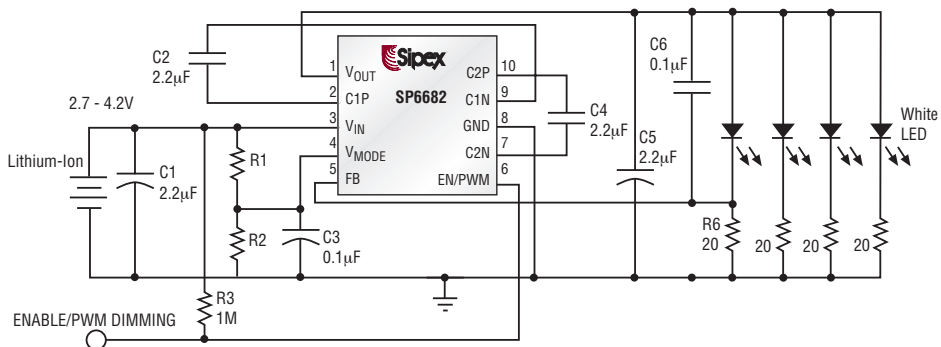 Sipex
SP6682
1
VOUT
2
C1P
3
VIN
4
VMODE
5
FB
10
C2P
9
C1N
8
GND
7
C2N
6
EN/PWM
C2
2.2µF
2.7 - 4.2V
Lithium-Ion
C1
2.2µF
R1
R2
C3
0.1µF
R3
1M
ENABLE/PWM DIMMING
C4
2.2µF
C5
2.2µF
C6
0.1µF
White
LED
R6
20
20
20
20